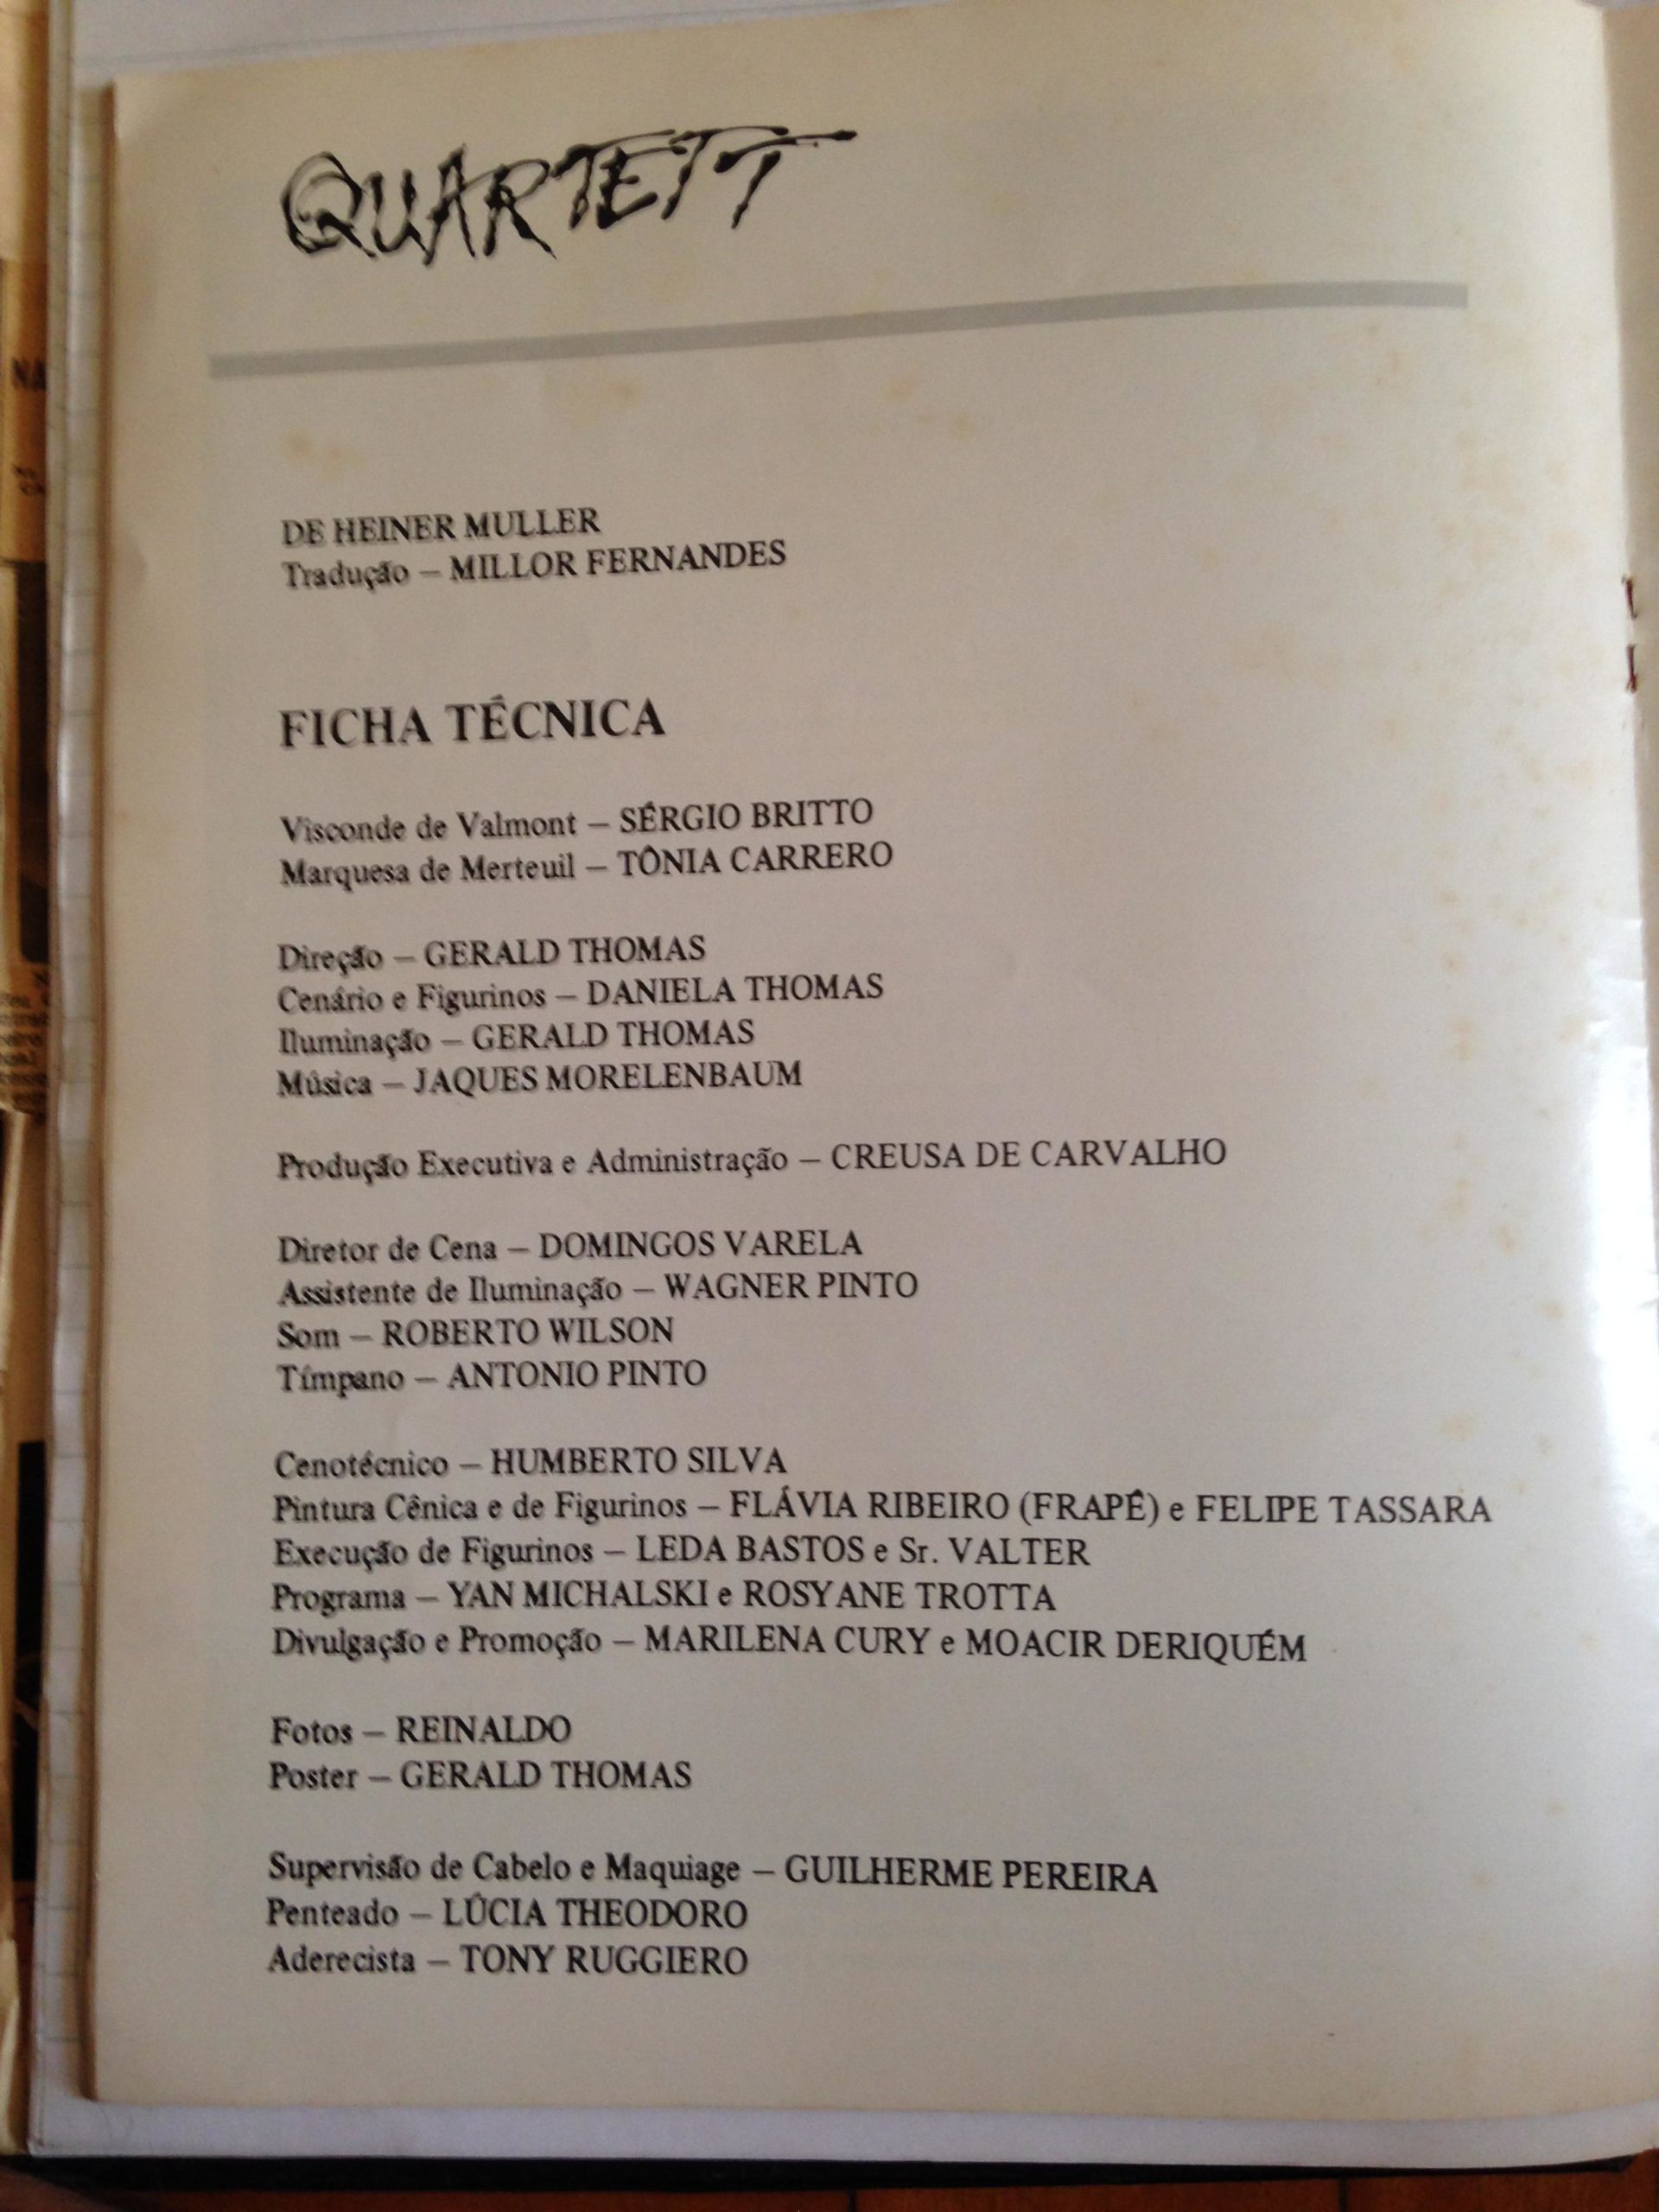 QUARTETT
DE HEINER MULLER
Tradução – MILLOR FERNANDES
FICHA TÉCNICA
Visconde de Valmont – SÉRGIO BRITTO
Marquesa de Merteuil – TÔNIA CARRERO
Direção – GERALD THOMAS
Cenário e Figurinos – DANIELA THOMAS
Iluminação – GERALD THOMAS
Música – JAQUES MORELENBAUM
Produção Executiva e Administração – CREUSA DE CARVALHO
Diretor de Cena – DOMINGOS VARELA
Assistente de Iluminação – WAGNER PINTO
Som – ROBERTO WILSON
Tímpano – ANTONIO PINTO
Cenotécnico – HUMBERTO SILVA
Pintura Cênica e de Figurinos – FLÁVIA RIBEIRO (FRAPÊ) e FELIPE TASSARA
Execução de Figurinos – LEDA BASTOS e Sr. VALTER
Programa – YAN MICHALSKI e ROSYANE TROTTA
Divulgação e Promoção – MARILENA CURY e MOACIR DERIQUÉM
Fotos – REINALDO
Poster – GERALD THOMAS
Supervisão de Cabelo e Maquiage – GUILHERME PEREIRA
Penteado – LÚCIA THEODORO
Aderecista – TONY RUGGIERO